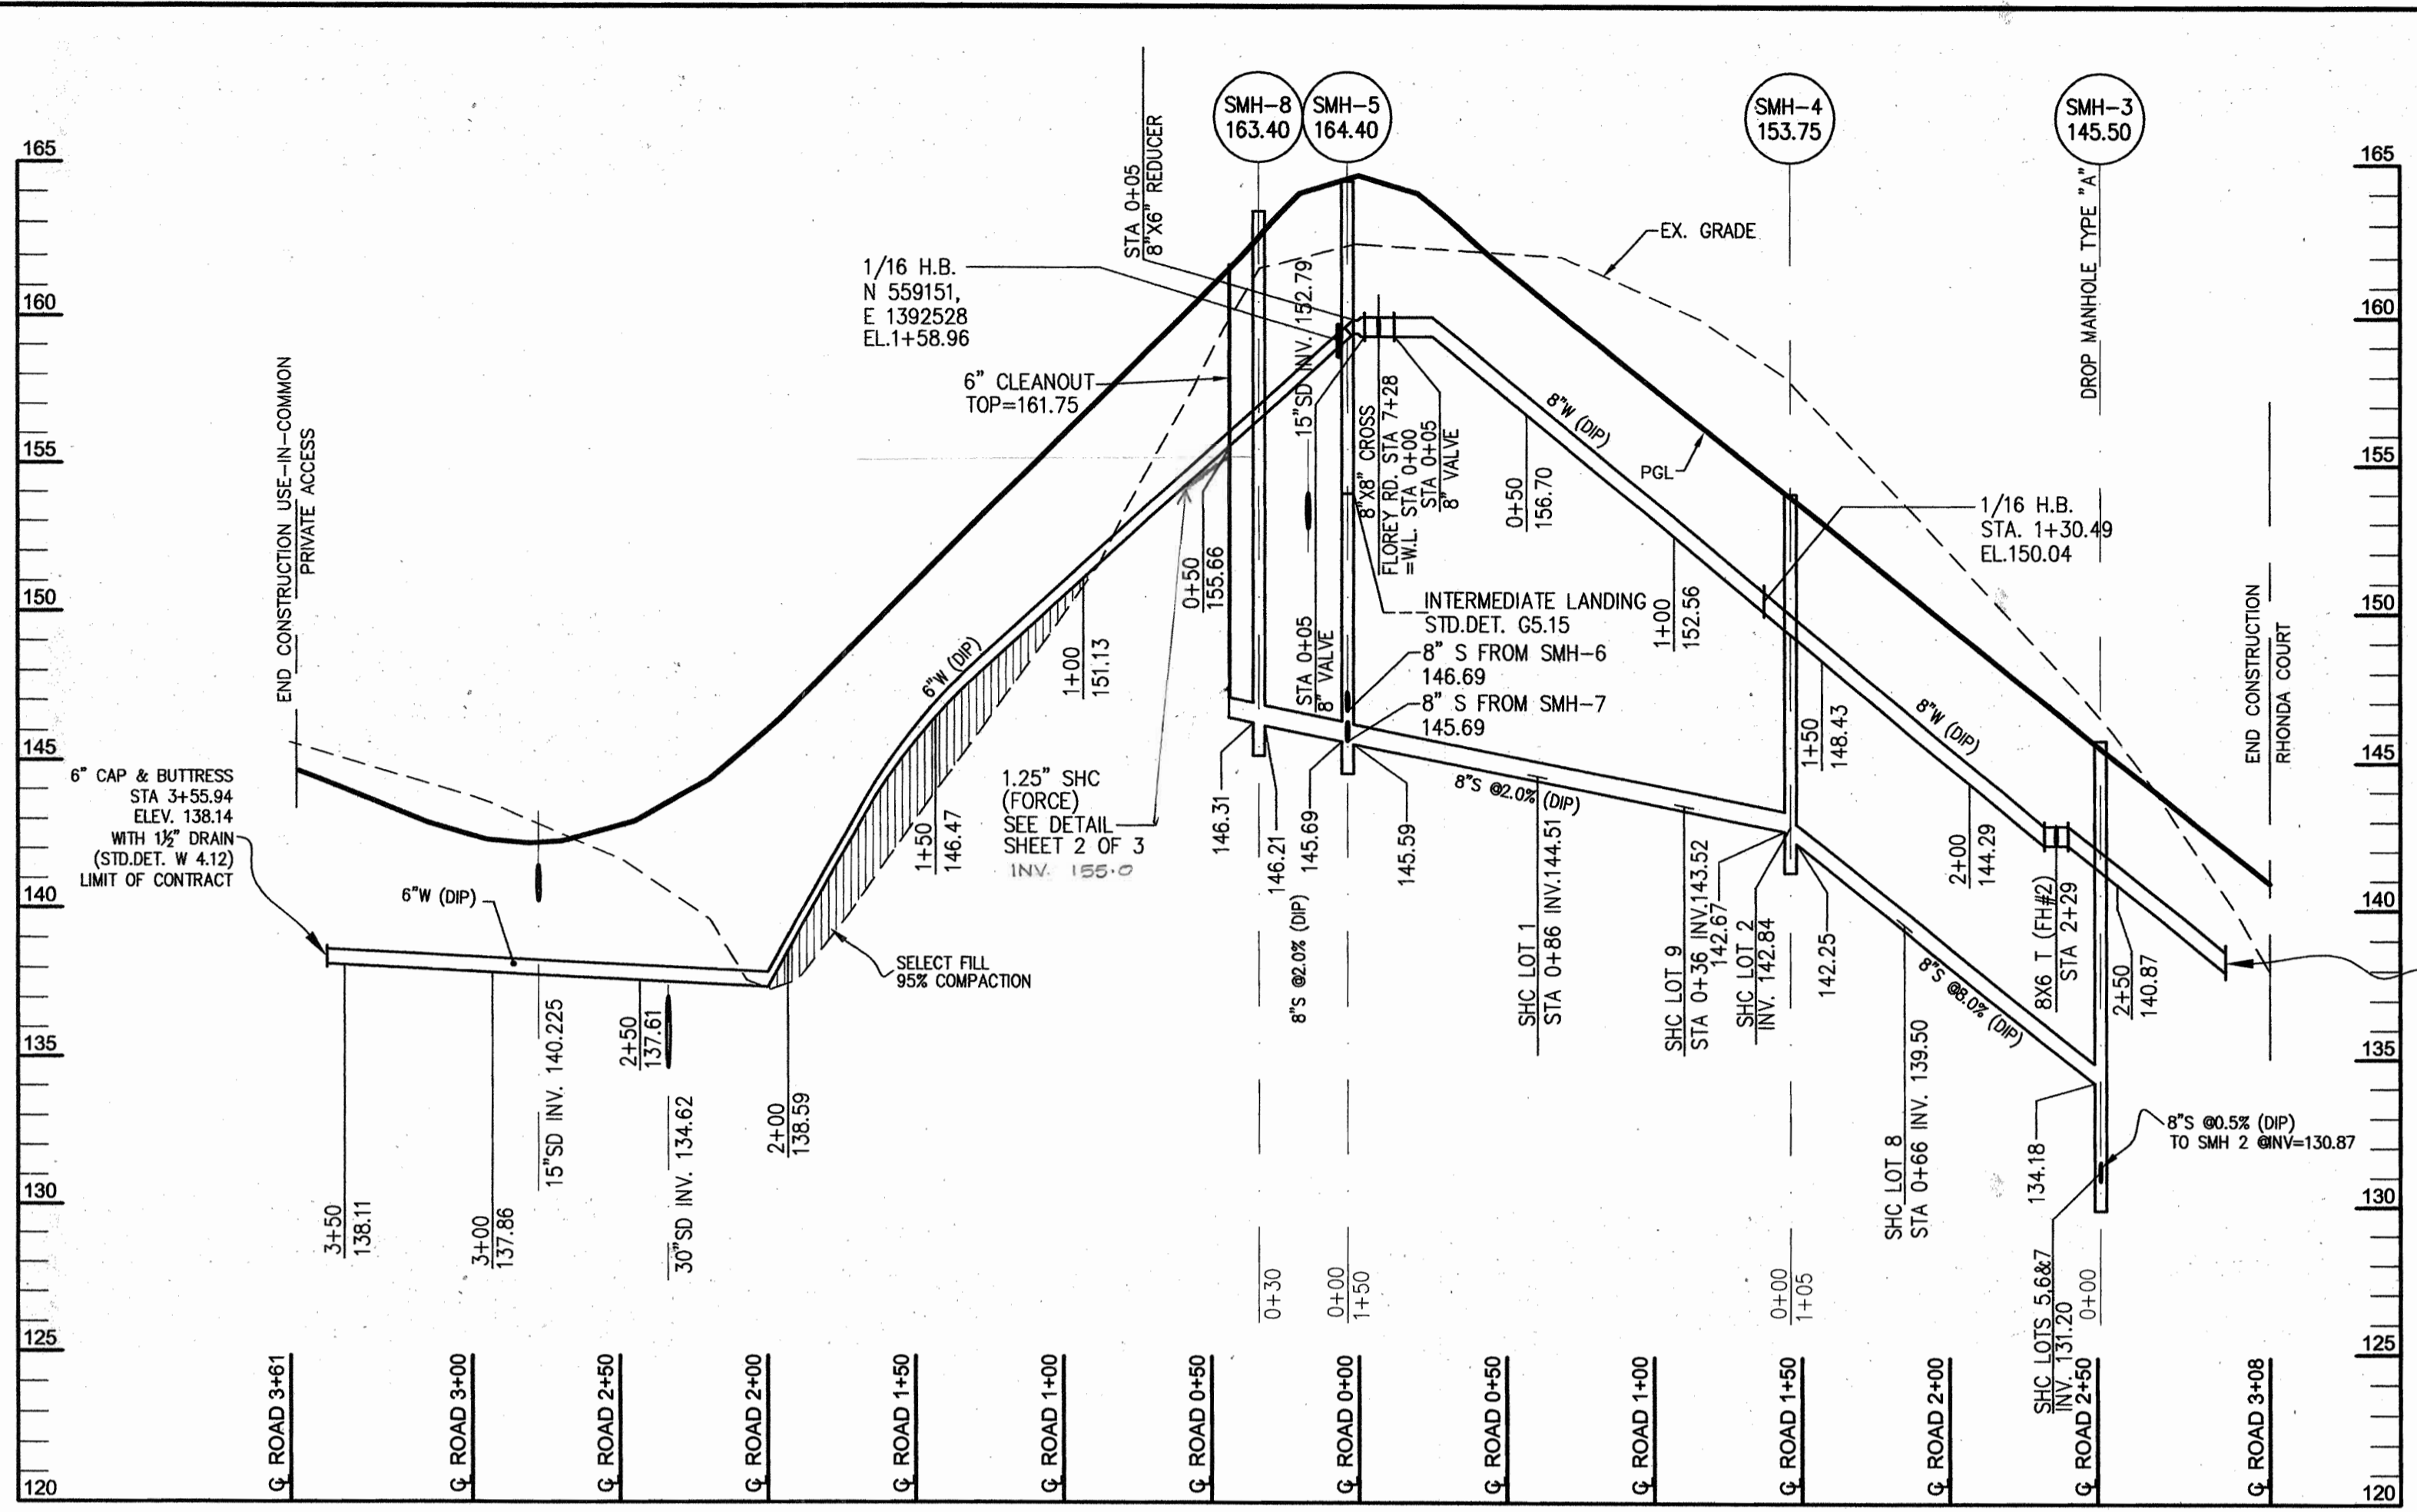 SMH-8
163.40
SMH-5
164.40
SMH-4
153.75
SMH-3
145.50
165
160
155
150
145
140
135
130
125
120
165
160
155
150
145
140
135
130
125
120
STA 0+05
8"X6" REDUCER
1/16 H.B.
N 559151,
E 1392528
EL.1+58.96
6" CLEANOUT
TOP=161.75
END CONSTRUCTION USE-IN-COMMON
PRIVATE ACCESS
6" CAP & BUTTRESS
STA 3+55.94
ELEV. 138.14
WITH 1½" DRAIN
(STD.DET. W 4.12)
LIMIT OF CONTRACT
6"W (DIP)
3+50
138.11
3+00
137.86
15"SD INV. 140.225
2+50
137.61
30"SD INV. 134.62
2+00
138.59
SELECT FILL
95% COMPACTION
6"W (DIP)
1+50
146.47
1+00
151.13
1.25" SHC
(FORCE)
SEE DETAIL
SHEET 2 OF 3
INV. 155.0
0+50
155.66
15"SD INV. 152.79
STA 0+05
8" VALVE
8"X8" CROSS
FLOREY RD. STA 7+28
=W.L. STA 0+00
STA 0+05
8" VALVE
INTERMEDIATE LANDING
STD.DET. G5.15
8" S FROM SMH-6
146.69
8" S FROM SMH-7
145.69
146.31
146.21
8"S @2.0% (DIP)
145.69
145.59
8"S @2.0% (DIP)
SHC LOT 1
STA 0+86 INV.144.51
SHC LOT 9
STA 0+36 INV.143.52
142.67
SHC LOT 2
INV. 142.84
142.25
EX. GRADE
8"W (DIP)
PGL
0+50
156.70
1+00
152.56
1/16 H.B.
STA. 1+30.49
EL.150.04
1+50
148.43
8"W (DIP)
2+00
144.29
8X6 T (FH#2)
STA 2+29
2+50
140.87
DROP MANHOLE TYPE "A"
END CONSTRUCTION
RHONDA COURT
8"S @8.0% (DIP)
SHC LOT 8
STA 0+66 INV. 139.50
134.18
8"S @0.5% (DIP)
TO SMH 2 @INV=130.87
SHC LOTS 5,6&7
INV. 131.20
0+30
0+00
1+50
0+00
1+05
0+00
℄ ROAD 3+61
℄ ROAD 3+00
℄ ROAD 2+50
℄ ROAD 2+00
℄ ROAD 1+50
℄ ROAD 1+00
℄ ROAD 0+50
℄ ROAD 0+00
℄ ROAD 0+50
℄ ROAD 1+00
℄ ROAD 1+50
℄ ROAD 2+00
℄ ROAD 2+50
℄ ROAD 3+08